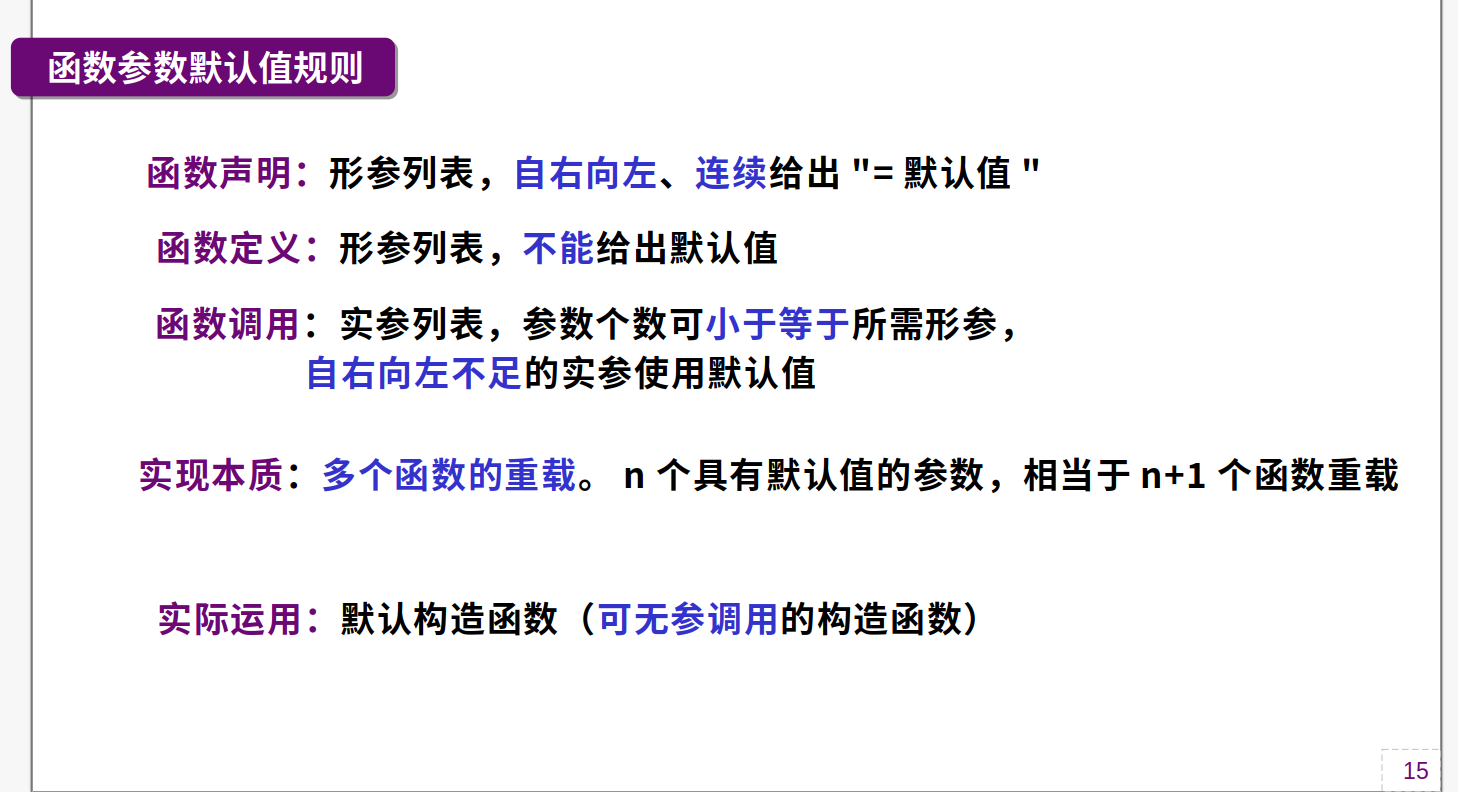 函数参数默认值规则
函数声明：形参列表，自右向左、连续给出 "= 默认值 "
函数定义：形参列表，不能给出默认值
函数调用：实参列表，参数个数可小于等于所需形参，
自右向左不足的实参使用默认值
实现本质：多个函数的重载。 n 个具有默认值的参数，相当于 n+1 个函数重载
实际运用：默认构造函数（可无参调用的构造函数）
15